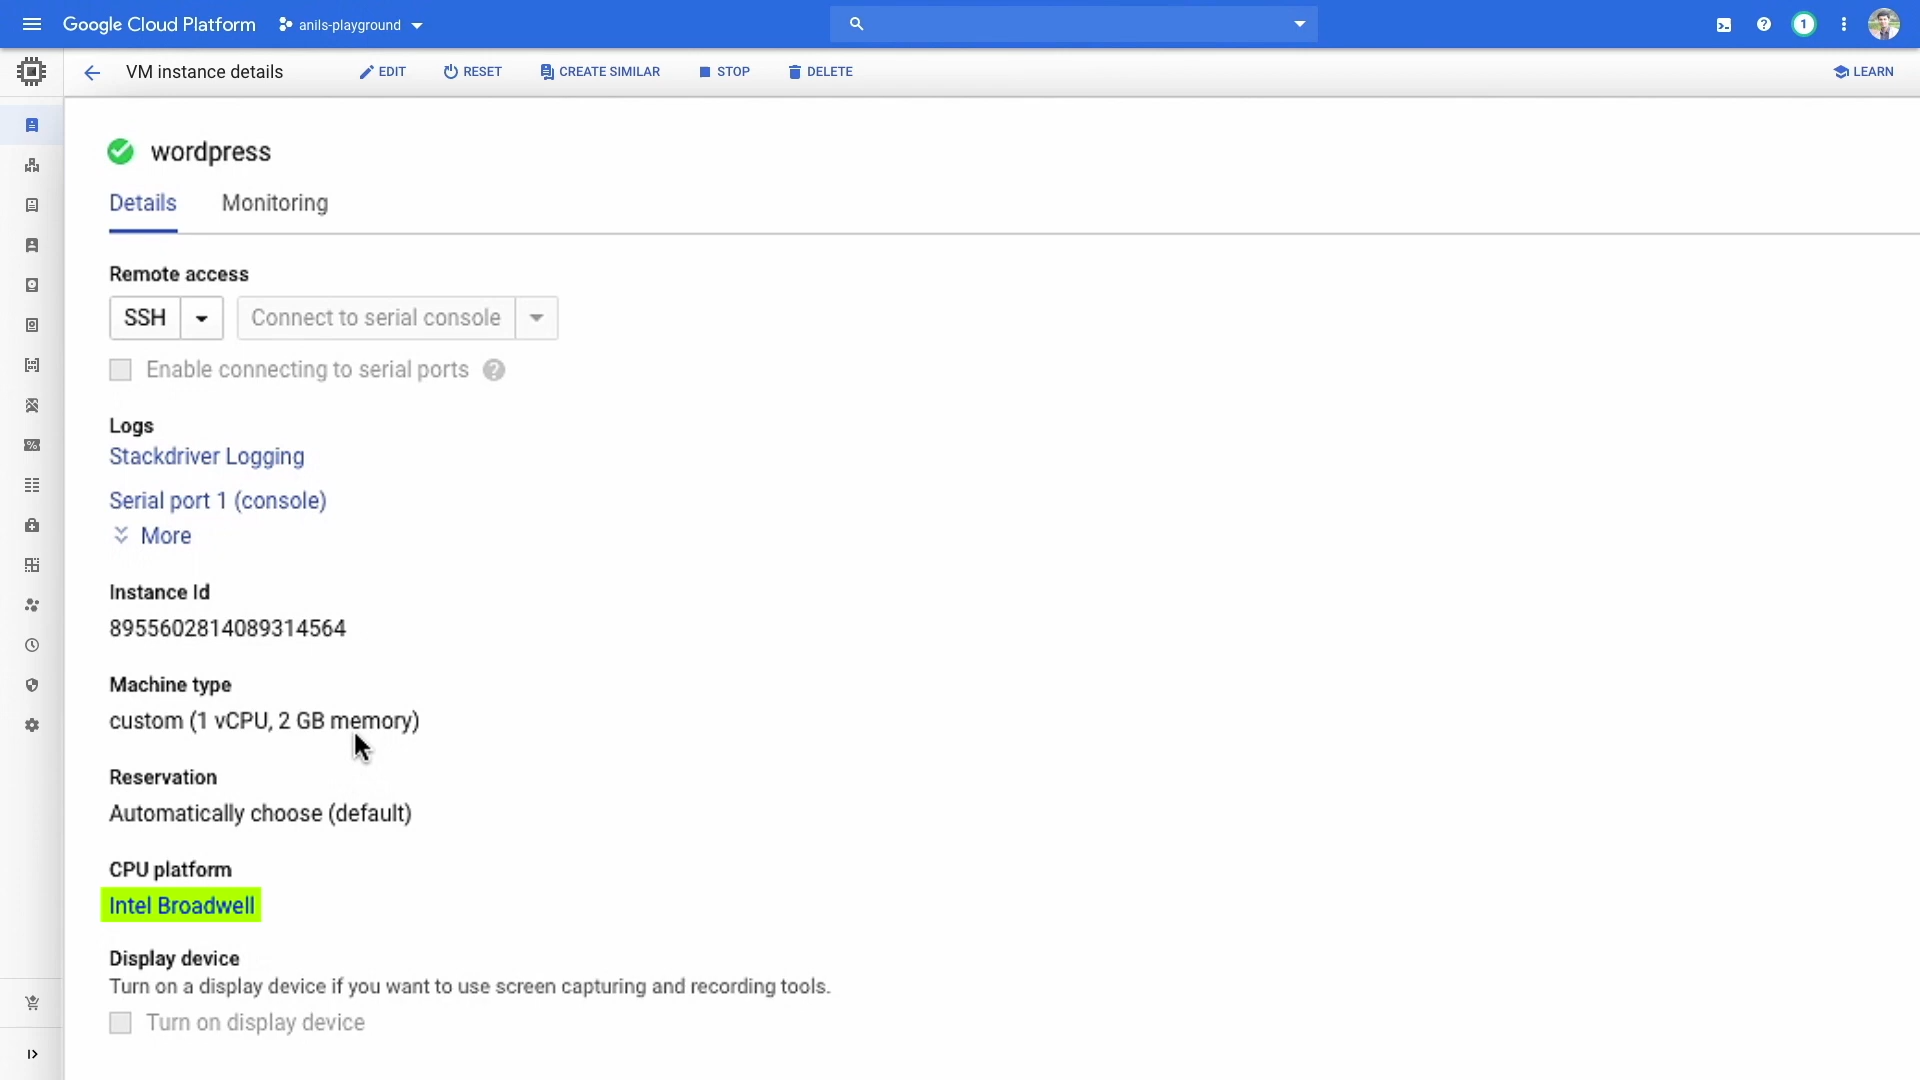 Google Cloud Platform
anils-playground
1
VM instance details
EDIT
RESET
CREATE SIMILAR
STOP
DELETE
LEARN
wordpress
Details
Monitoring
Remote access
SSH
Connect to serial console
Enable connecting to serial ports
Logs
Stackdriver Logging
Serial port 1 (console)
More
Instance Id
8955602814089314564
Machine type
custom (1 vCPU, 2 GB memory)
Reservation
Automatically choose (default)
CPU platform
Intel Broadwell
Display device
Turn on a display device if you want to use screen capturing and recording tools.
Turn on display device